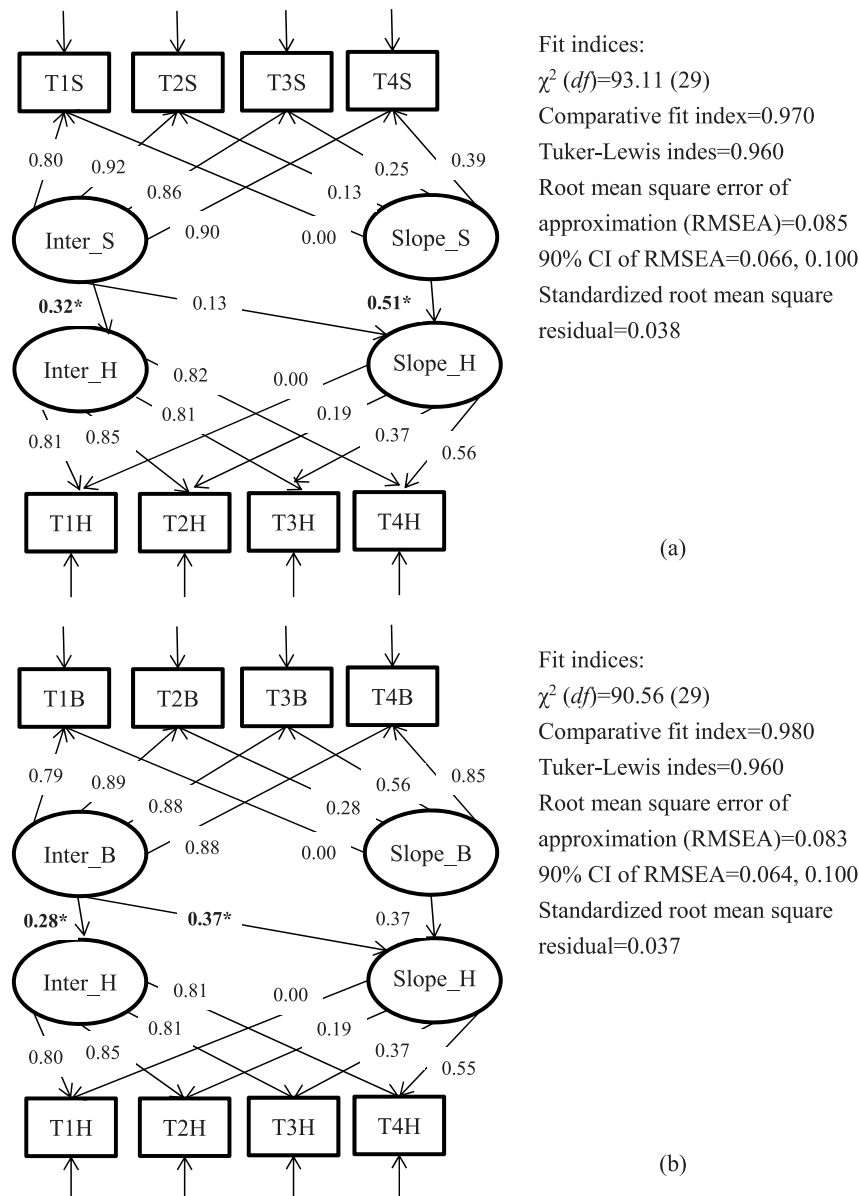 T1S T2S T3S T4S
0.80 0.92 0.86 0.90 0.00 0.13 0.25 0.39
Inter_S Slope_S
0.32* 0.13 0.51*
Inter_H Slope_H
0.81 0.85 0.81 0.82 0.00 0.19 0.37 0.56
T1H T2H T3H T4H
Fit indices:
χ² (df)=93.11 (29)
Comparative fit index=0.970
Tuker-Lewis indes=0.960
Root mean square error of
approximation (RMSEA)=0.085
90% CI of RMSEA=0.066, 0.100
Standardized root mean square
residual=0.038
(a)
T1B T2B T3B T4B
0.79 0.89 0.88 0.88 0.00 0.28 0.56 0.85
Inter_B Slope_B
0.28* 0.37* 0.37
Inter_H Slope_H
0.80 0.85 0.81 0.81 0.00 0.19 0.37 0.55
T1H T2H T3H T4H
Fit indices:
χ² (df)=90.56 (29)
Comparative fit index=0.980
Tuker-Lewis indes=0.960
Root mean square error of
approximation (RMSEA)=0.083
90% CI of RMSEA=0.064, 0.100
Standardized root mean square
residual=0.037
(b)